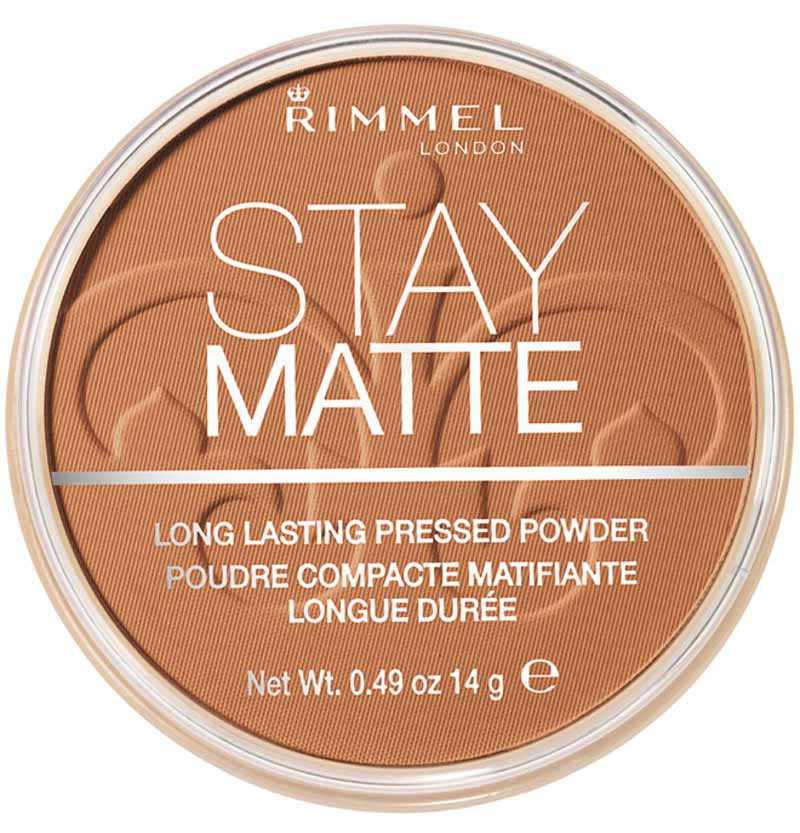 RIMMEL
LONDON
STAY
MATTE
LONG LASTING PRESSED POWDER
POUDRE COMPACTE MATIFIANTE
LONGUE DURÉE
Net Wt. 0.49 oz 14 g ℮